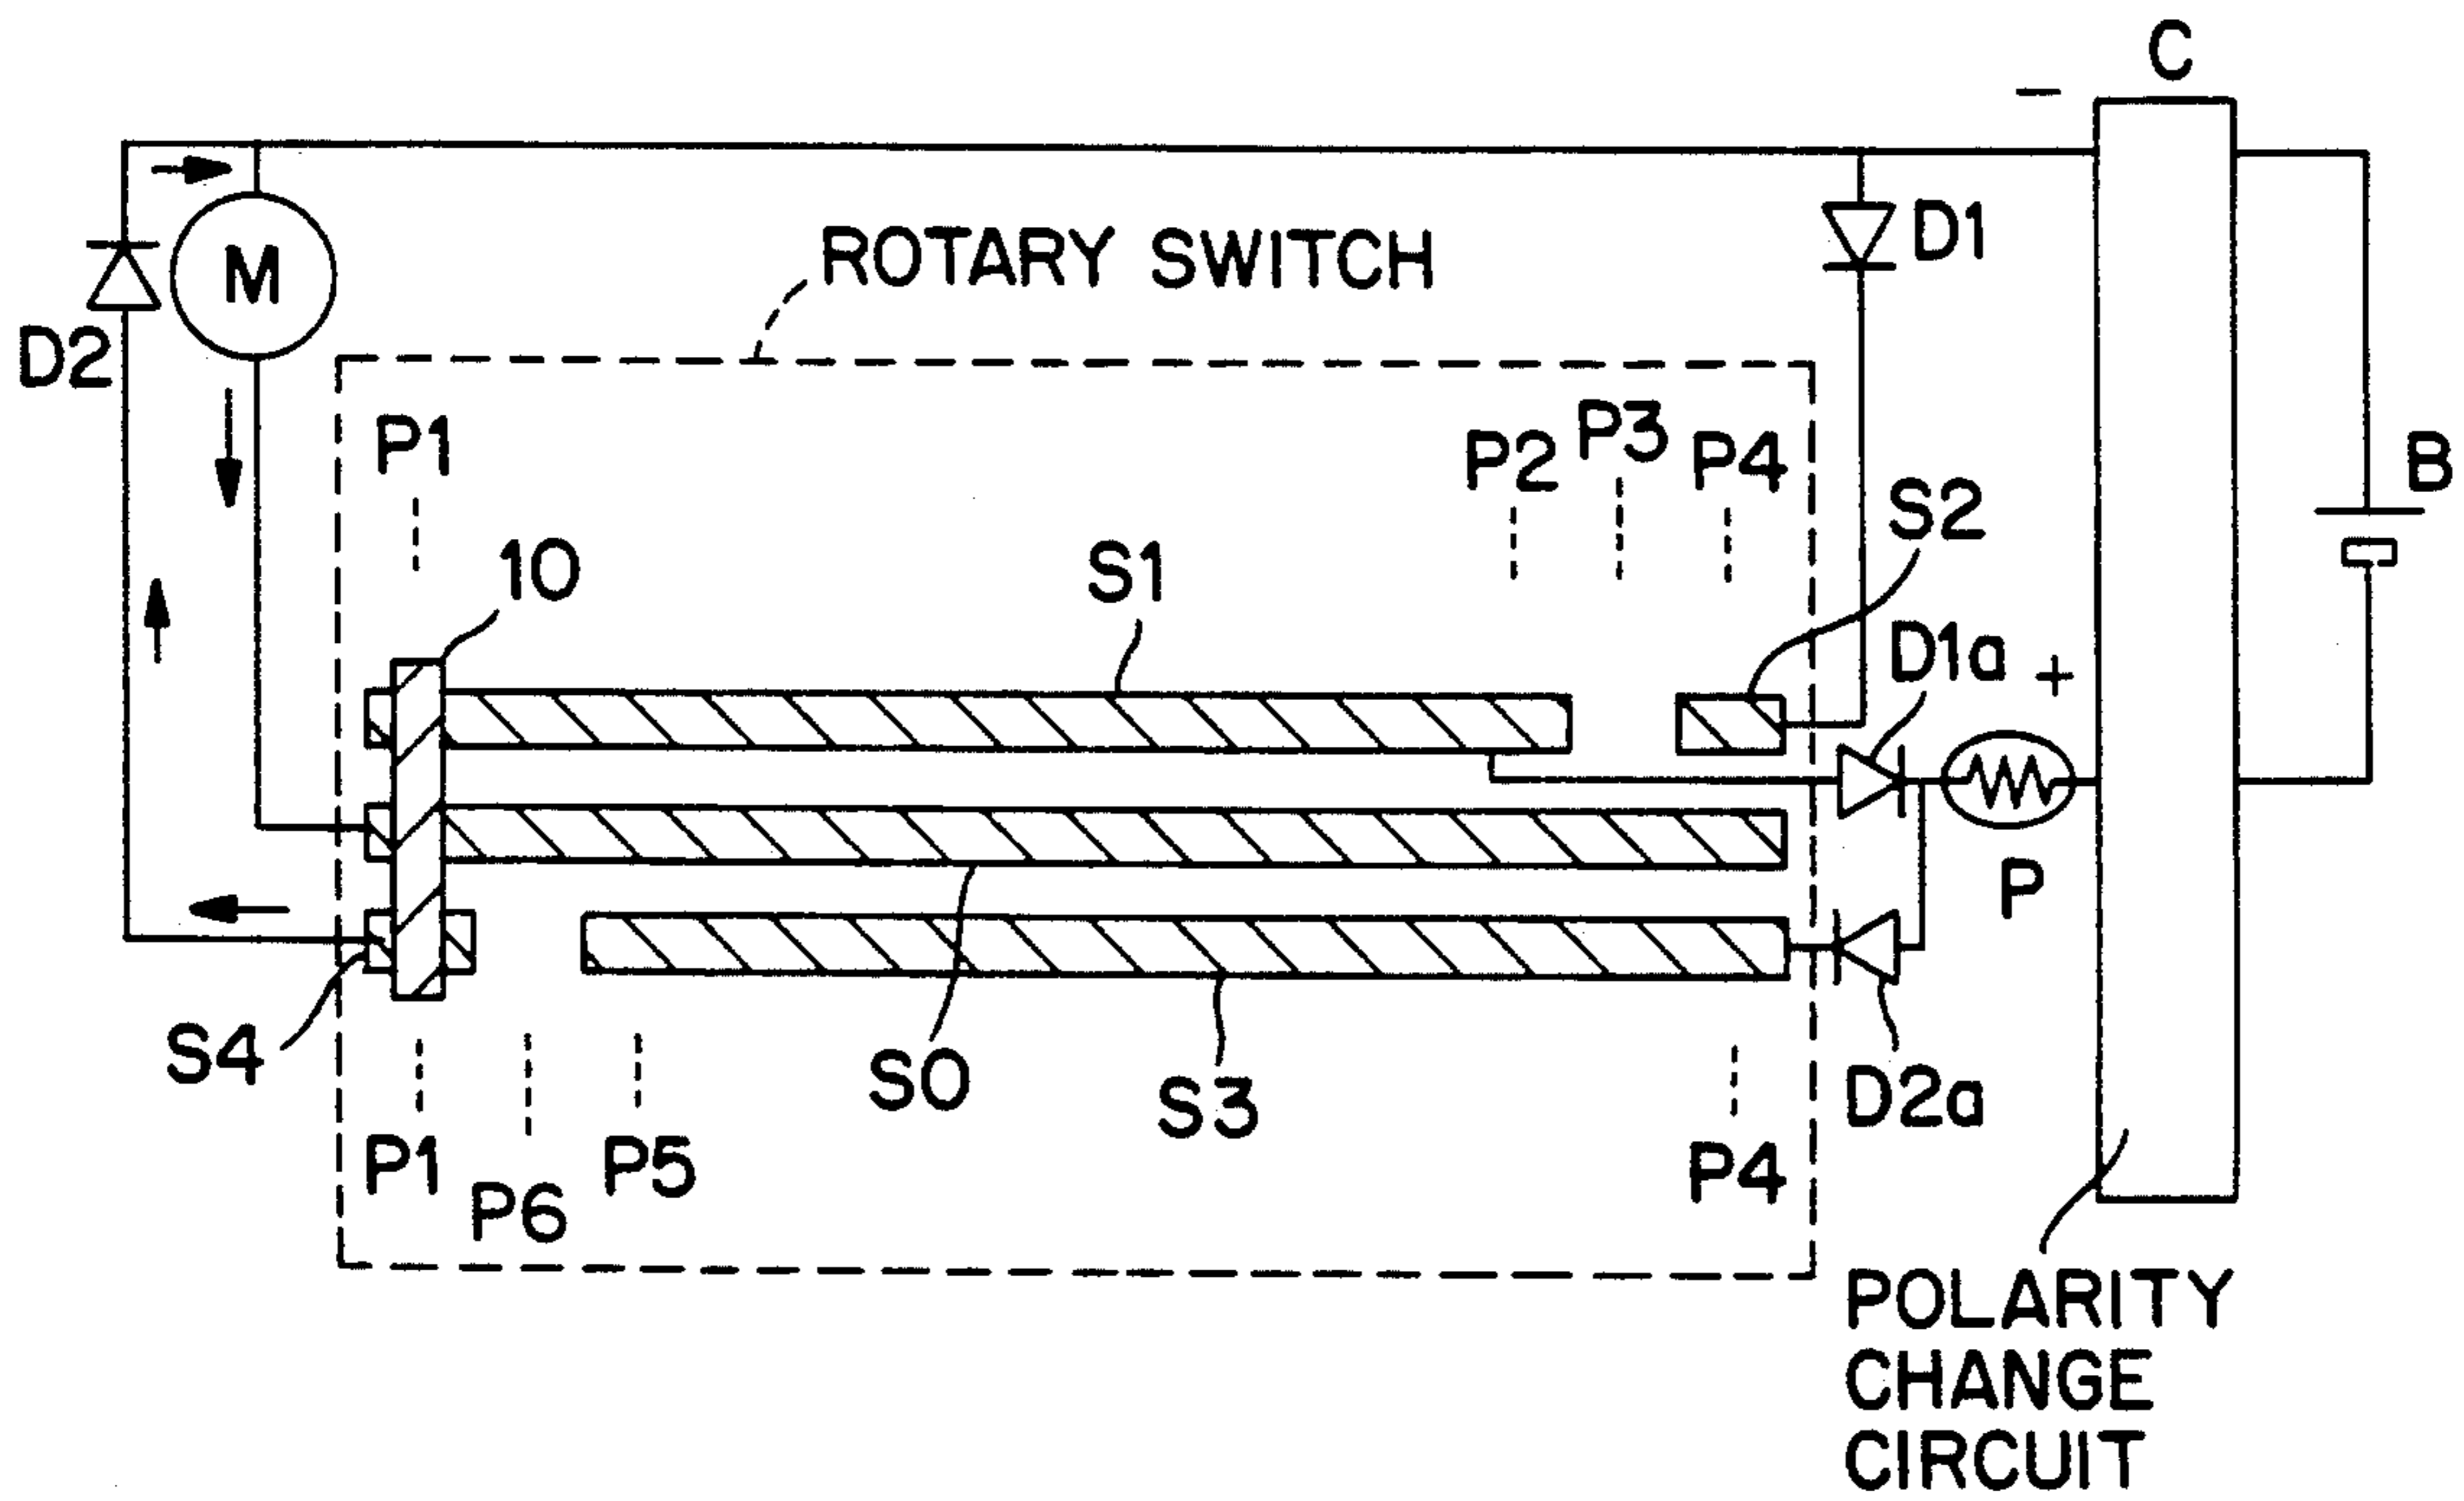 C
−
D1
ROTARY SWITCH
M
D2
P1
P2 P3 P4
B
S2
10
S1
D1a
+
P
S4
S0
S3
D2a
P1
P6
P5
P4
POLARITY
CHANGE
CIRCUIT